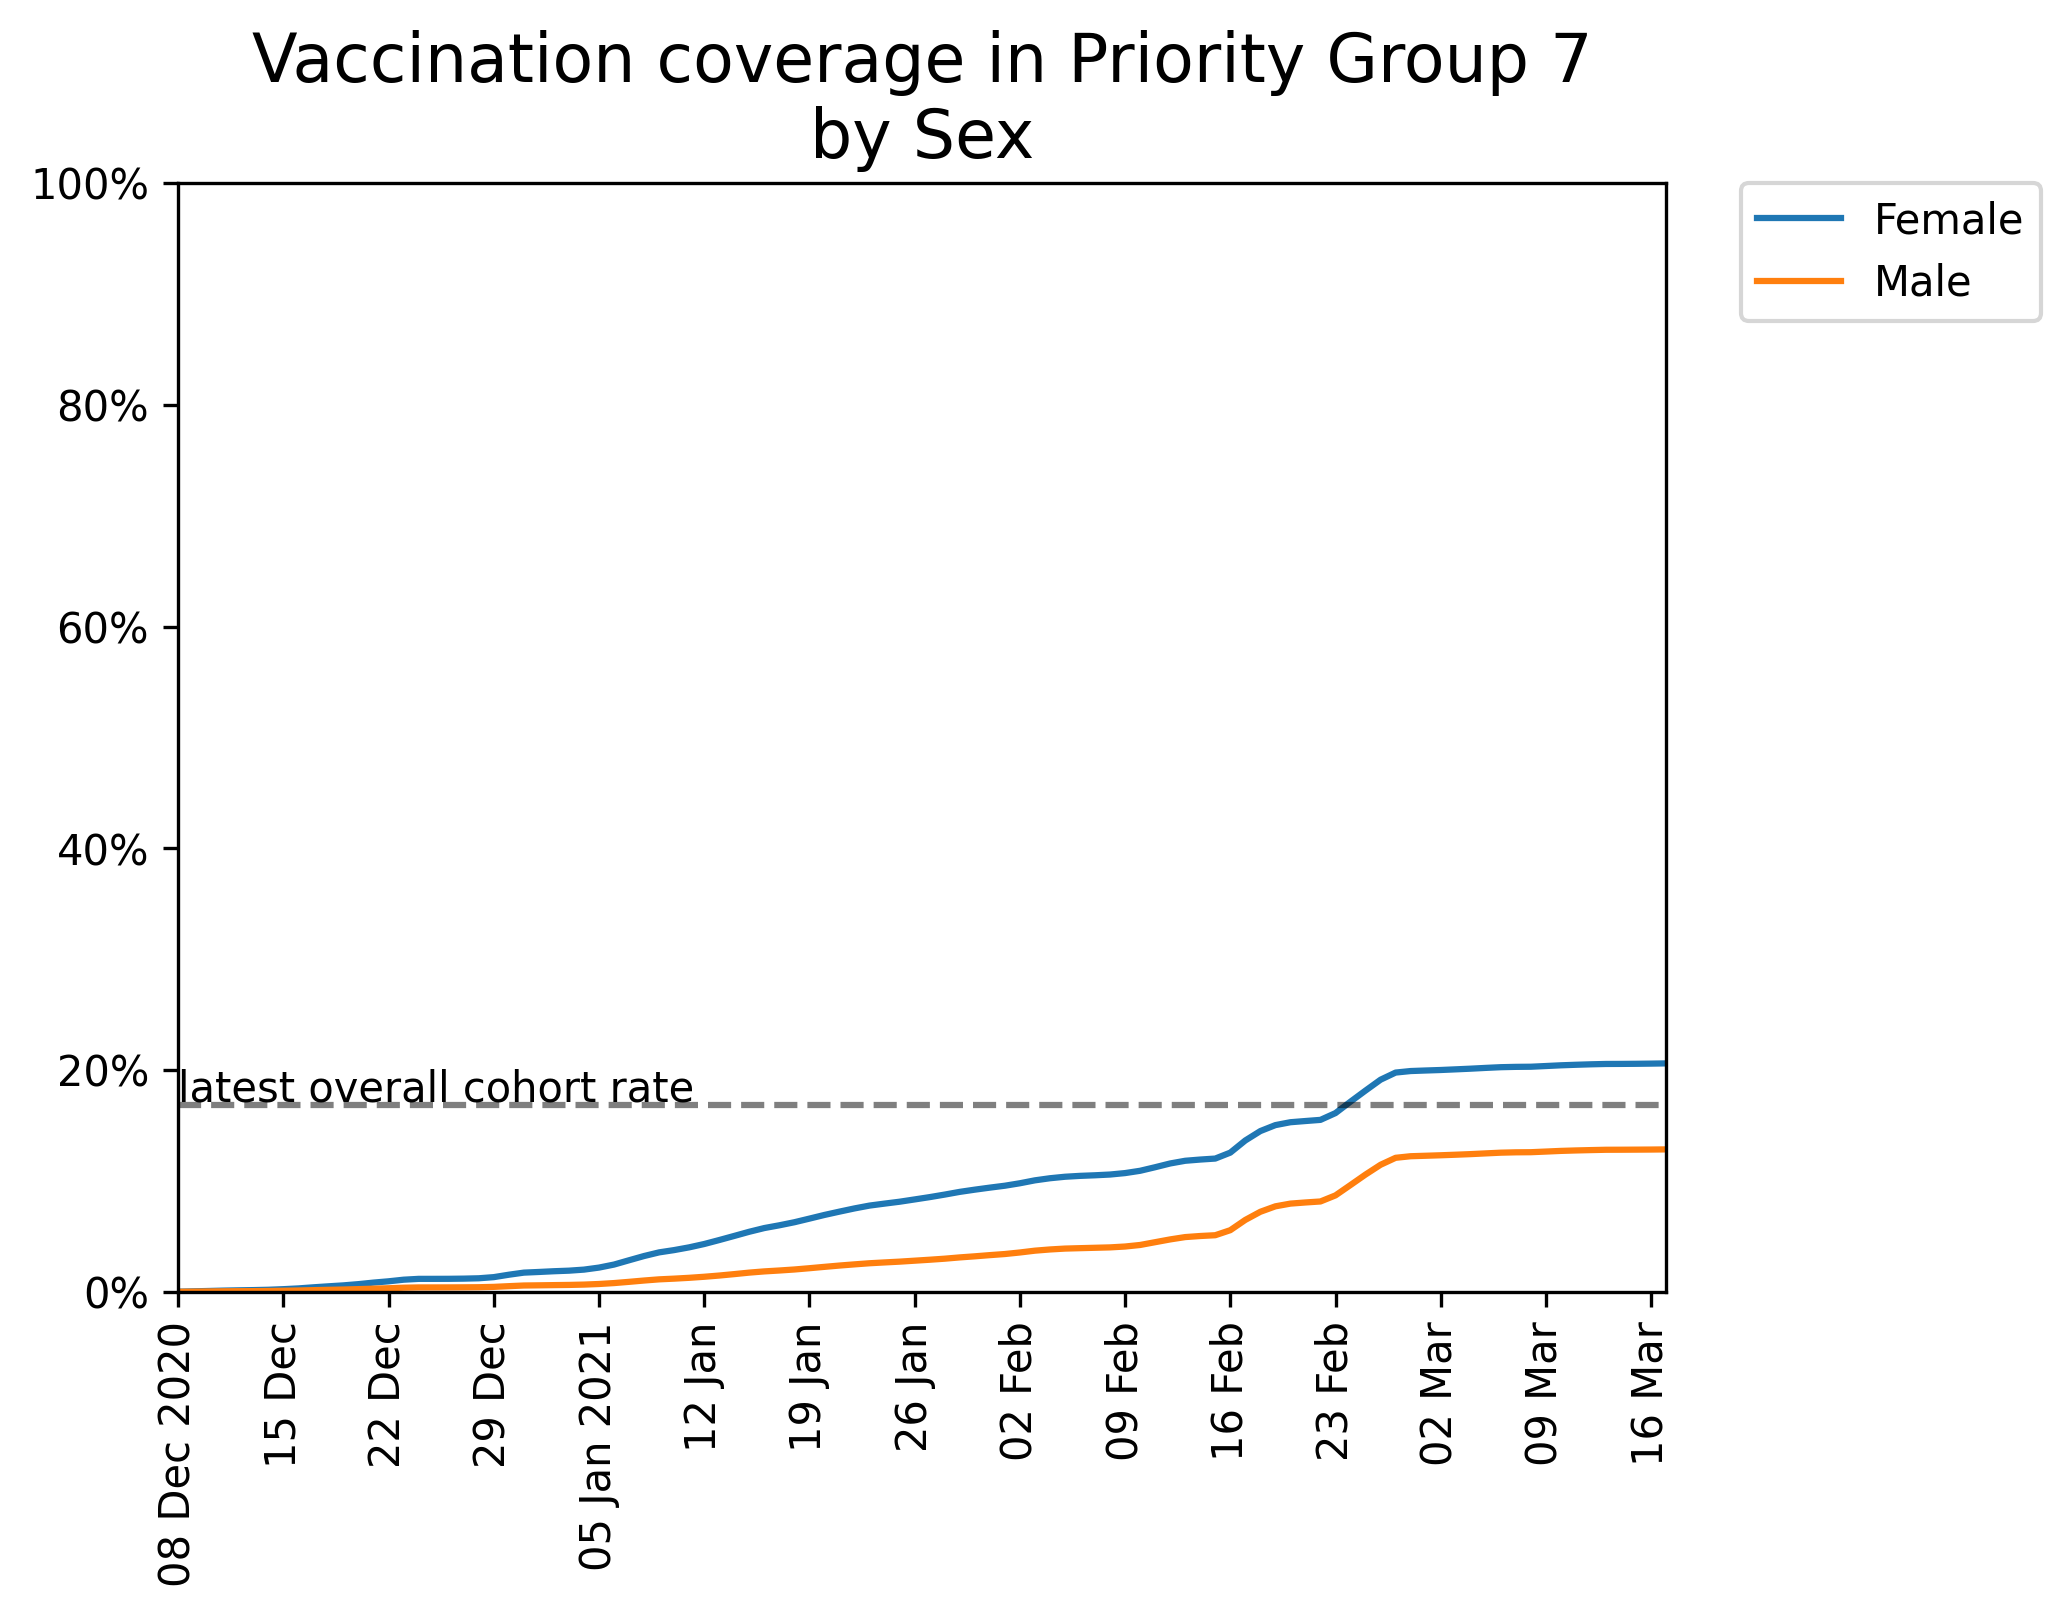 Vaccination coverage in Priority Group 7
by Sex
100%
80%
60%
40%
20%
0%
latest overall cohort rate
Female
Male
08 Dec 2020
15 Dec
22 Dec
29 Dec
05 Jan 2021
12 Jan
19 Jan
26 Jan
02 Feb
09 Feb
16 Feb
23 Feb
02 Mar
09 Mar
16 Mar